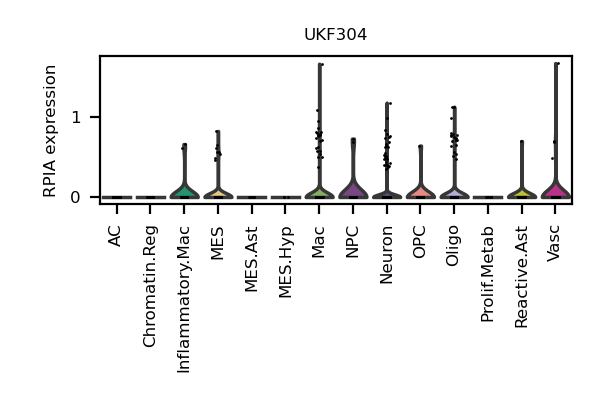 UKF304
RPIA expression
1
0
AC
Chromatin.Reg
Inflammatory.Mac
MES
MES.Ast
MES.Hyp
Mac
NPC
Neuron
OPC
Oligo
Prolif.Metab
Reactive.Ast
Vasc